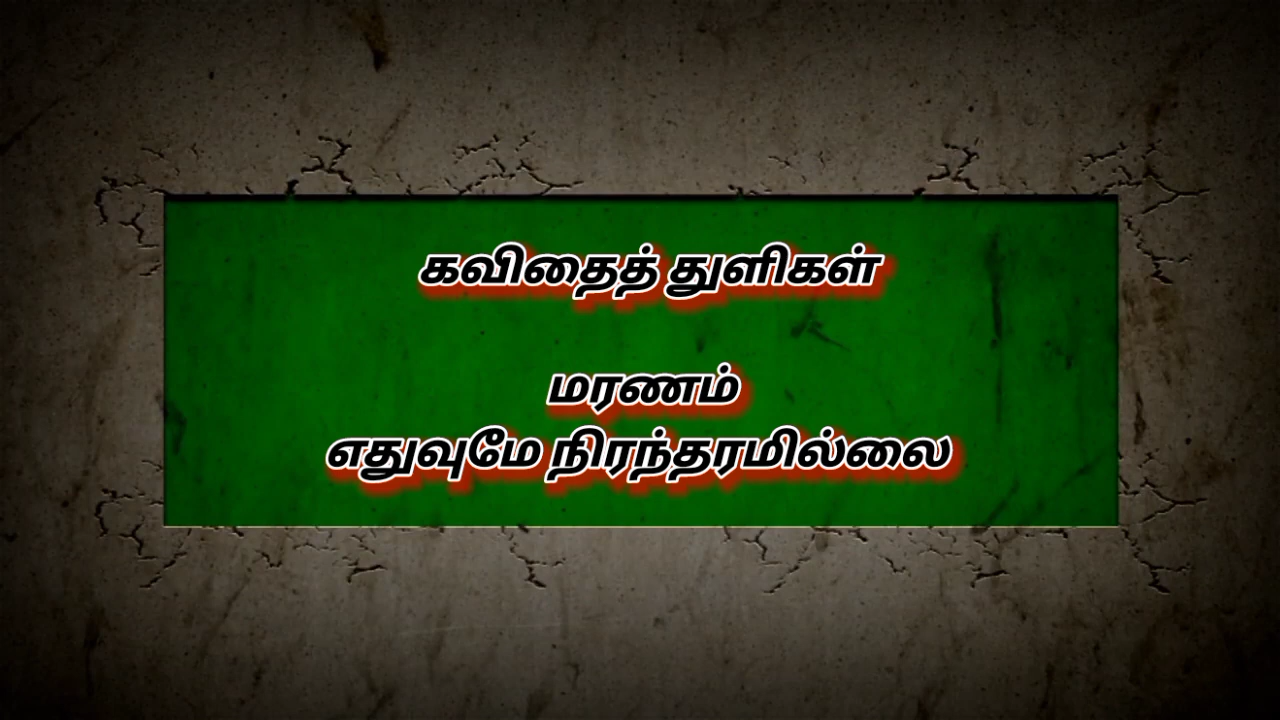 கவிதைத் துளிகள்
மரணம்
எதுவுமே நிரந்தரமில்லை